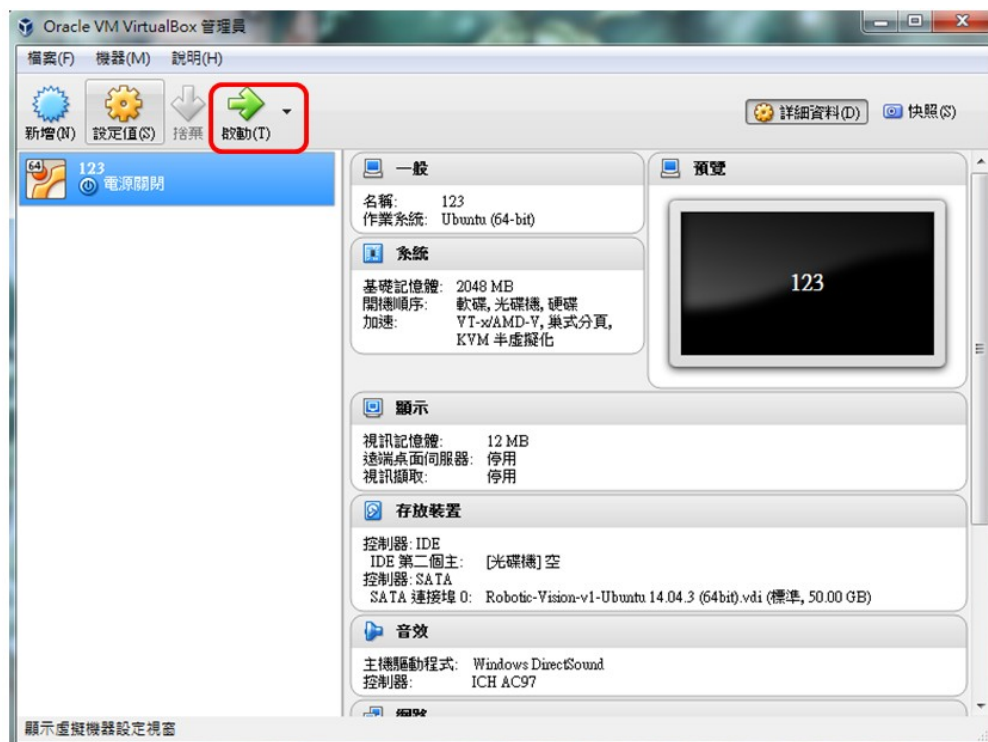 Oracle VM VirtualBox 管理員
檔案(F) 機器(M) 說明(H)
新增(N) 設定值(S) 捨棄 啟動(T) 詳細資料(D) 快照(S)
64
123
電源關閉
一般
名稱: 123
作業系統: Ubuntu (64-bit)
預覽
123
系統
基礎記憶體: 2048 MB
開機順序: 軟碟, 光碟機, 硬碟
加速: VT-x/AMD-V, 巢式分頁,
KVM 半虛擬化
顯示
視訊記憶體: 12 MB
遠端桌面伺服器: 停用
視訊擷取: 停用
存放裝置
控制器: IDE
IDE 第二個主: [光碟機] 空
控制器: SATA
SATA 連接埠 0: Robotic-Vision-v1-Ubuntu 14.04.3 (64bit).vdi (標準, 50.00 GB)
音效
主機驅動程式: Windows DirectSound
控制器: ICH AC97
網路
顯示虛擬機器設定視窗